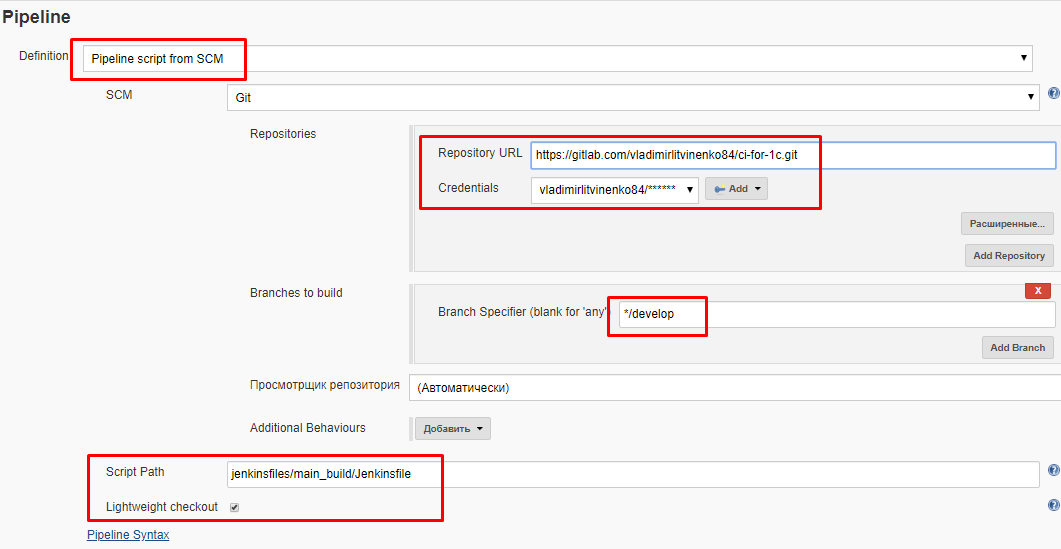 Pipeline
Definition Pipeline script from SCM
SCM Git
Repositories
Repository URL https://gitlab.com/vladimirlitvinenko84/ci-for-1c.git
Credentials vladimirlitvinenko84/****** Add
Расширенные...
Add Repository
Branches to build
X
Branch Specifier (blank for 'any') */develop
Add Branch
Просмотрщик репозитория (Автоматически)
Additional Behaviours Добавить
Script Path jenkinsfiles/main_build/Jenkinsfile
Lightweight checkout
Pipeline Syntax